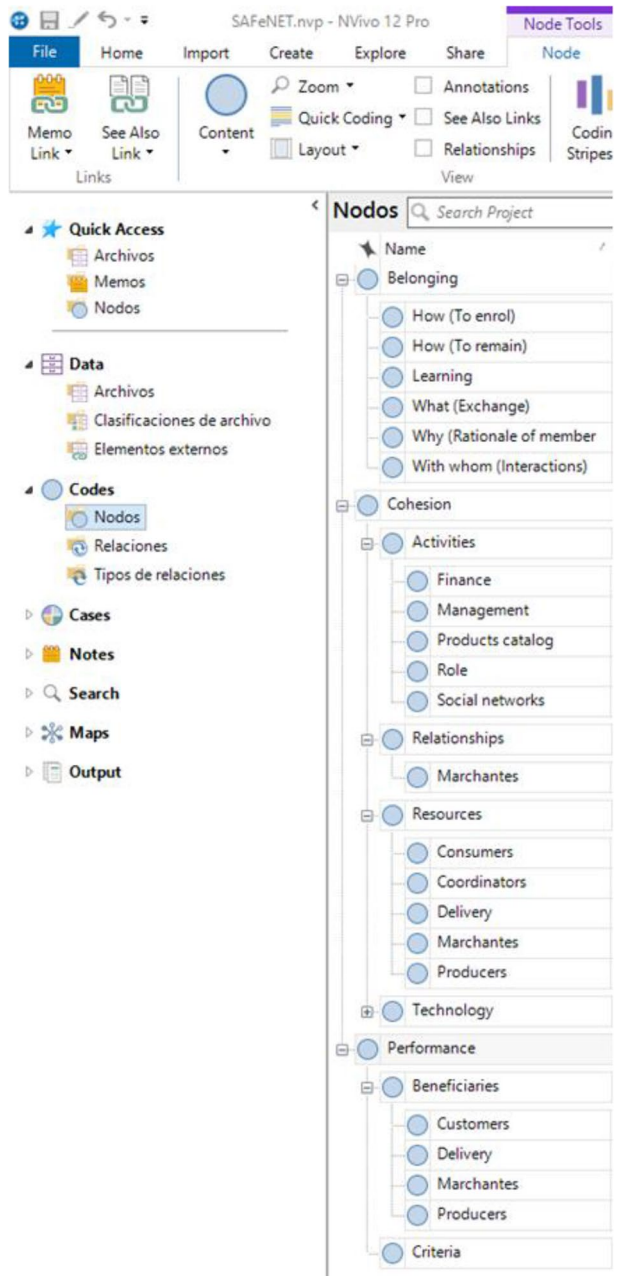 SAFeNET.nvp - NVivo 12 Pro
Node Tools
File Home Import Create Explore Share Node
Memo Link
See Also Link
Links
Content
Zoom
Quick Coding
Layout
Annotations
See Also Links
Relationships
View
Codin
Stripes
Quick Access
Archivos
Memos
Nodos
Data
Archivos
Clasificaciones de archivo
Elementos externos
Codes
Nodos
Relaciones
Tipos de relaciones
Cases
Notes
Search
Maps
Output
Nodos Search Project
Name
Belonging
How (To enrol)
How (To remain)
Learning
What (Exchange)
Why (Rationale of member
With whom (Interactions)
Cohesion
Activities
Finance
Management
Products catalog
Role
Social networks
Relationships
Marchantes
Resources
Consumers
Coordinators
Delivery
Marchantes
Producers
Technology
Performance
Beneficiaries
Customers
Delivery
Marchantes
Producers
Criteria